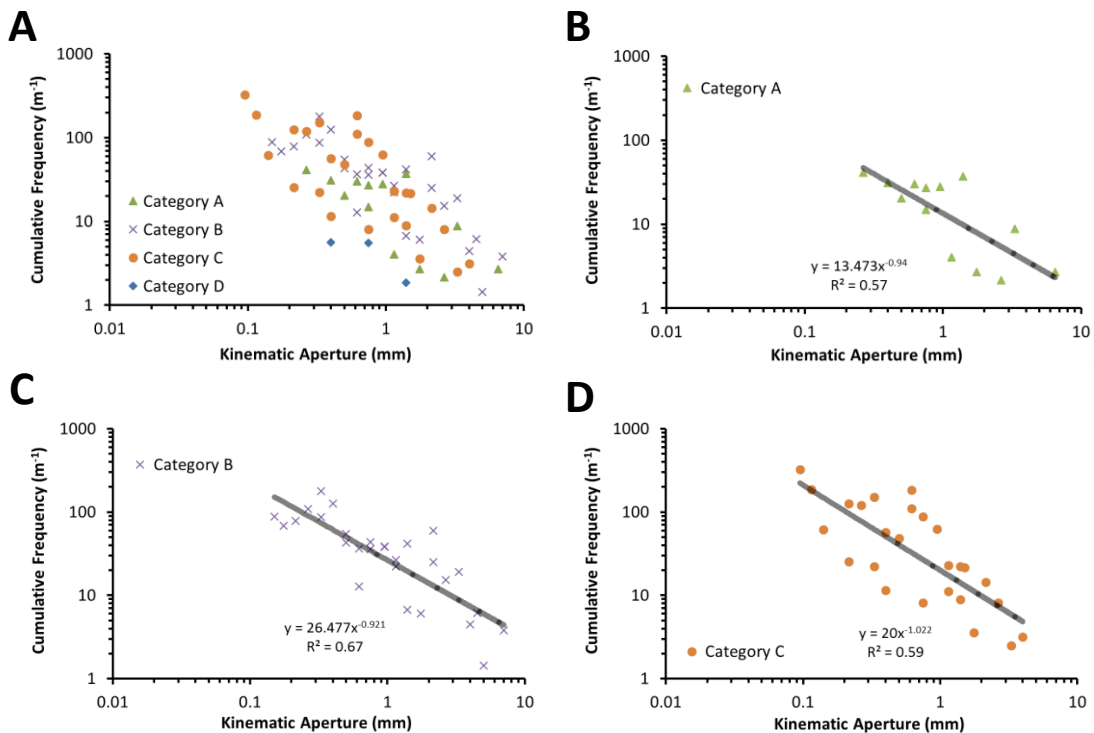 A
Cumulative Frequency (m⁻¹)
1000
100
10
1
Category A
Category B
Category C
Category D
0.01 0.1 1 10
Kinematic Aperture (mm)
B
Cumulative Frequency (m⁻¹)
1000
100
10
1
Category A
y = 13.473x⁻⁰·⁹⁴
R² = 0.57
0.01 0.1 1 10
Kinematic Aperture (mm)
C
Cumulative Frequency (m⁻¹)
1000
100
10
1
Category B
y = 26.477x⁻⁰·⁹²¹
R² = 0.67
0.01 0.1 1 10
Kinematic Aperture (mm)
D
Cumulative Frequency (m⁻¹)
1000
100
10
1
y = 20x⁻¹·⁰²²
R² = 0.59
Category C
0.01 0.1 1 10
Kinematic Aperture (mm)